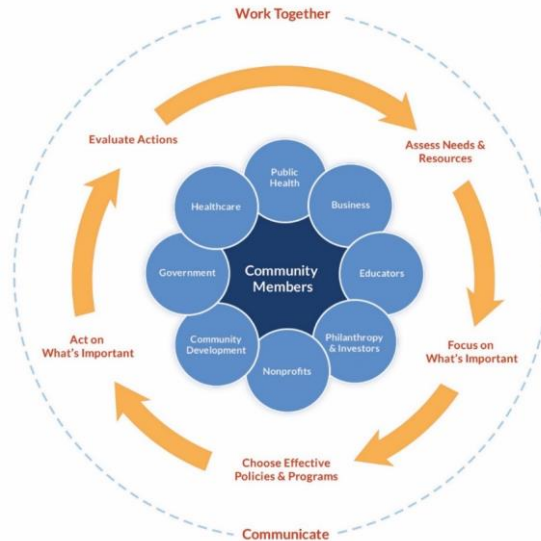 Work Together
Evaluate Actions
Assess Needs &
Resources
Public
Health
Healthcare
Business
Government
Community
Members
Educators
Community
Development
Philanthropy
& Investors
Nonprofits
Act on
What's Important
Focus on
What's Important
Choose Effective
Policies & Programs
Communicate